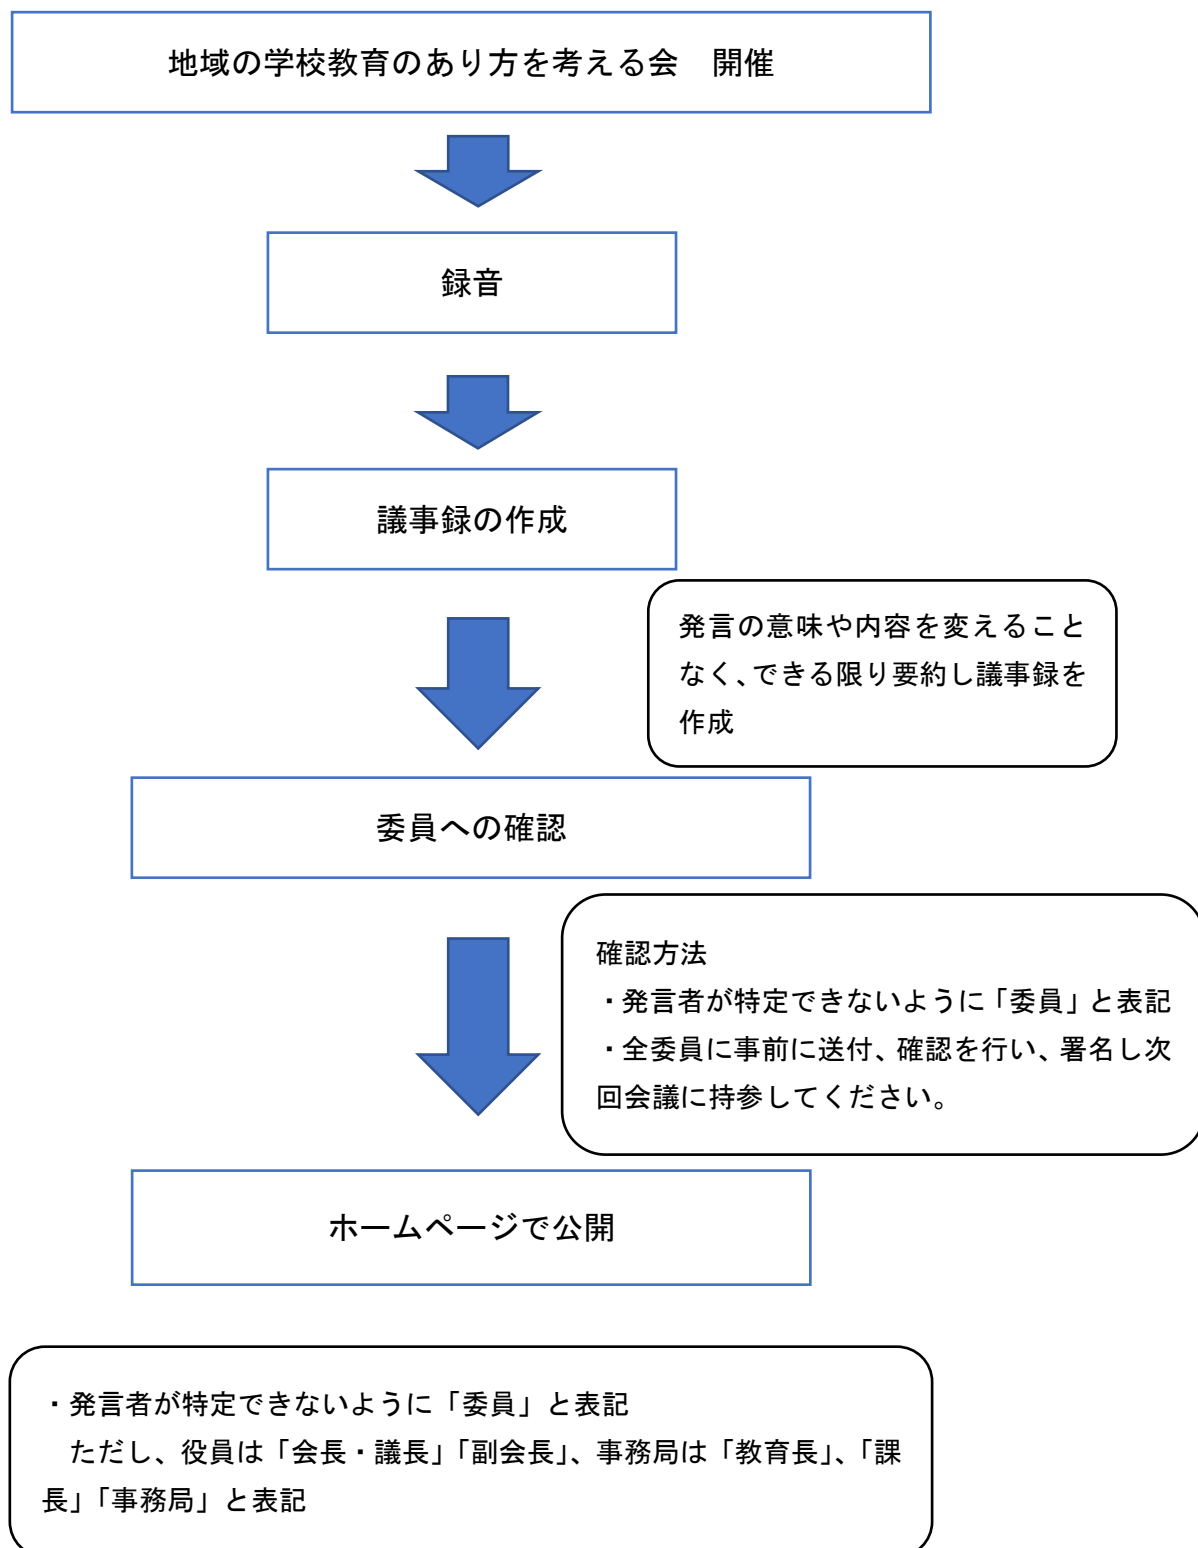 地域の学校教育のあり方を考える会　開催
録音
議事録の作成
発言の意味や内容を変えること
なく、できる限り要約し議事録を
作成
委員への確認
確認方法
・発言者が特定できないように「委員」と表記
・全委員に事前に送付、確認を行い、署名し次
回会議に持参してください。
ホームページで公開
・発言者が特定できないように「委員」と表記
　ただし、役員は「会長・議長」「副会長」、事務局は「教育長」、「課
長」「事務局」と表記